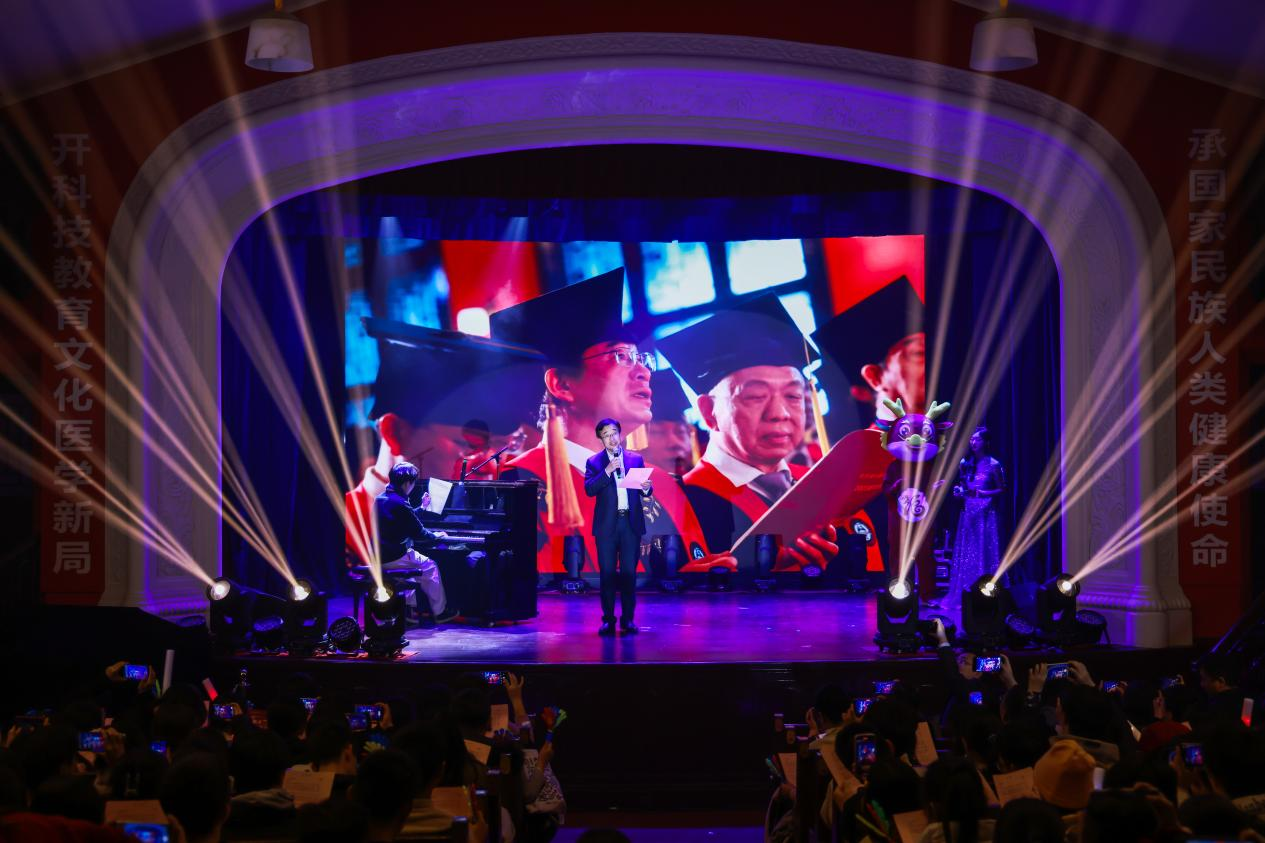 开科技教育文化医学新局
承国家民族人类健康使命
福